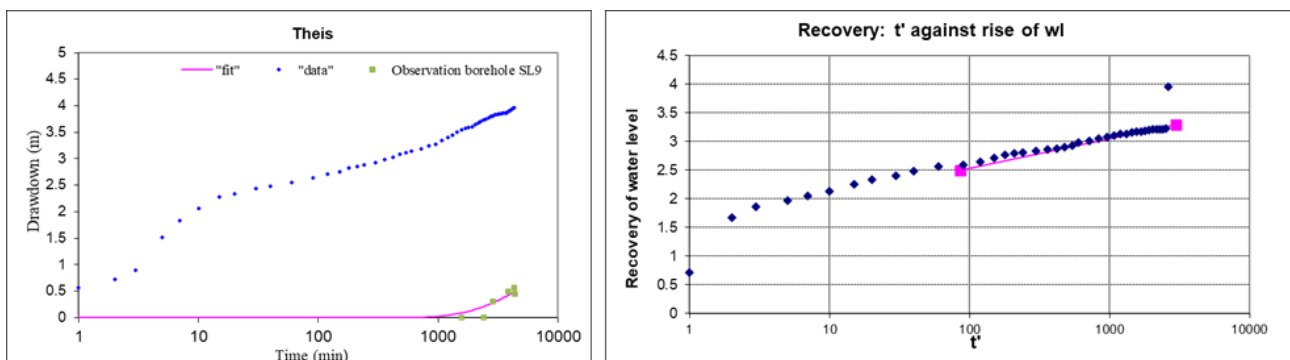 Theis
"fit" "data" Observation borehole SL9
Drawdown (m)
5
4.5
4
3.5
3
2.5
2
1.5
1
0.5
0
1 10 100 1000 10000
Time (min)
Recovery: t' against rise of wl
Recovery of water level
4.5
4
3.5
3
2.5
2
1.5
1
0.5
0
1 10 100 1000 10000
t'